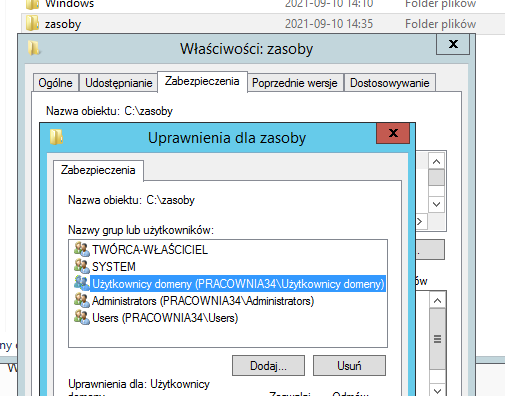 Windows 2021-09-10 14:10 Folder plików
zasoby 2021-09-10 14:35 Folder plików
Właściwości: zasoby
Ogólne Udostępnianie Zabezpieczenia Poprzednie wersje Dostosowywanie
Nazwa obiektu: C:\zasoby
Uprawnienia dla zasoby
Zabezpieczenia
Nazwa obiektu: C:\zasoby
Nazwy grup lub użytkowników:
TWÓRCA-WŁAŚCICIEL
SYSTEM
Użytkownicy domeny (PRACOWNIA34\Użytkownicy domeny)
Administrators (PRACOWNIA34\Administrators)
Users (PRACOWNIA34\Users)
Dodaj... Usuń
Uprawnienia dla: Użytkownicy